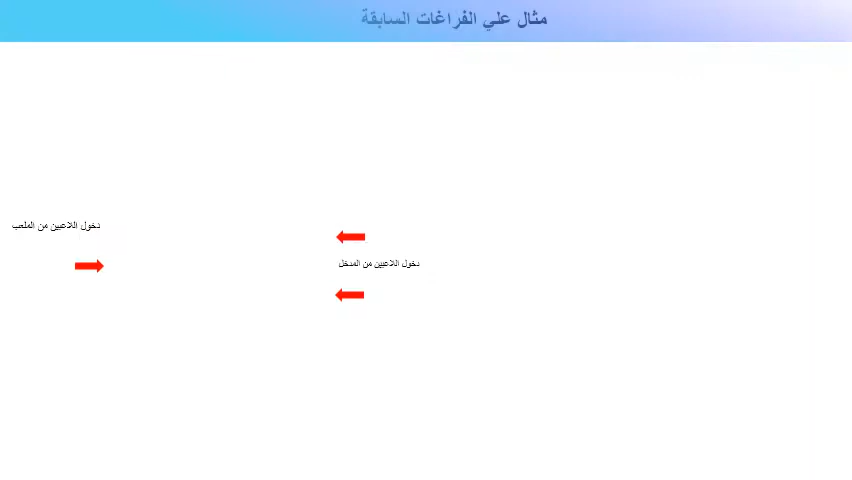 مثال علي الفراغات السابقة
دخول اللاعبين من الملعب
دخول اللاعبين من المدخل